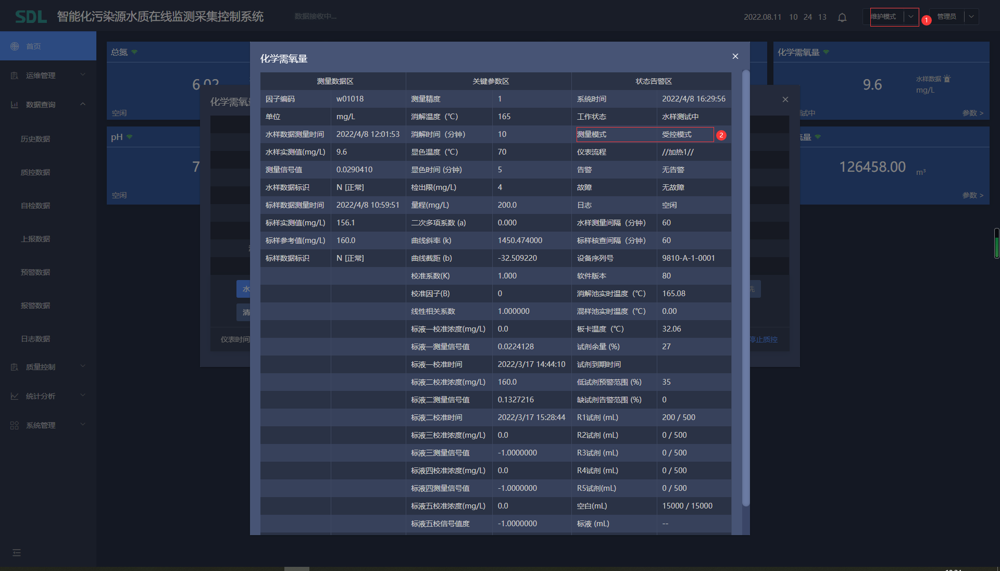 SDL 智能化污染源水质在线监测采集控制系统 数据接收中... 2022.08.11 10 24 13 维护模式 1 管理员
首页
运维管理
数据查询
历史数据
质控数据
自检数据
上报数据
预警数据
报警数据
日志数据
质量控制
统计分析
系统管理
总氮
6.02
空闲
pH
7
空闲
化学需氧量
9.6 水样数据
mg/L
试中 参数 >
流量
126458.00 m³
参数 >
化学需氧量
水
清
仪表时间
洗
停止质控
化学需氧量
测量数据区 关键参数区 状态告警区
因子编码 w01018 测量精度 1 系统时间 2022/4/8 16:29:56
单位 mg/L 消解温度（℃） 165 工作状态 水样测试中
水样数据测量时间 2022/4/8 12:01:53 消解时间（分钟） 10 测量模式 受控模式 2
水样实测值(mg/L) 9.6 显色温度（℃） 70 仪表流程 //加热1//
测量信号值 0.0290410 显色时间 (分钟) 5 告警 无告警
水样数据标识 N [正常] 检出限(mg/L) 4 故障 无故障
标样数据测量时间 2022/4/8 10:59:51 量程(mg/L) 200.0 日志 空闲
标样实测值(mg/L) 156.1 二次多项系数 (a) 0.000 水样测量间隔（分钟） 60
标样参考值(mg/L) 160.0 曲线斜率 (k) 1450.474000 标样核查间隔（分钟） 60
标样数据标识 N [正常] 曲线截距 (b) -32.509220 设备序列号 9810-A-1-0001
校准系数(K) 1.000 软件版本 80
校准因子(B) 0 消解池实时温度（℃） 165.08
线性相关系数 1.000000 混样池实时温度（℃） 0.00
标液一校准浓度(mg/L) 0.0 板卡温度（℃） 32.06
标液一测量信号值 0.0224128 试剂余量 (%) 27
标液一校准时间 2022/3/17 14:44:10 试剂到期时间
标液二校准浓度(mg/L) 160.0 低试剂预警范围 (%) 35
标液二测量信号值 0.1327216 缺试剂告警范围 (%) 0
标液二校准时间 2022/3/17 15:28:44 R1试剂 (mL) 200 / 500
标液三校准浓度(mg/L) 0.0 R2试剂 (mL) 0 / 500
标液三测量信号值 -1.0000000 R3试剂 (mL) 0 / 500
标液四校准浓度(mg/L) 0.0 R4试剂 (mL) 0 / 500
标液四测量信号值 -1.0000000 R5试剂(mL) 0 / 500
标液五校准浓度(mg/L) 0.0 空白(mL) 15000 / 15000
标液五校信号值度 -1.0000000 标液 (mL) --